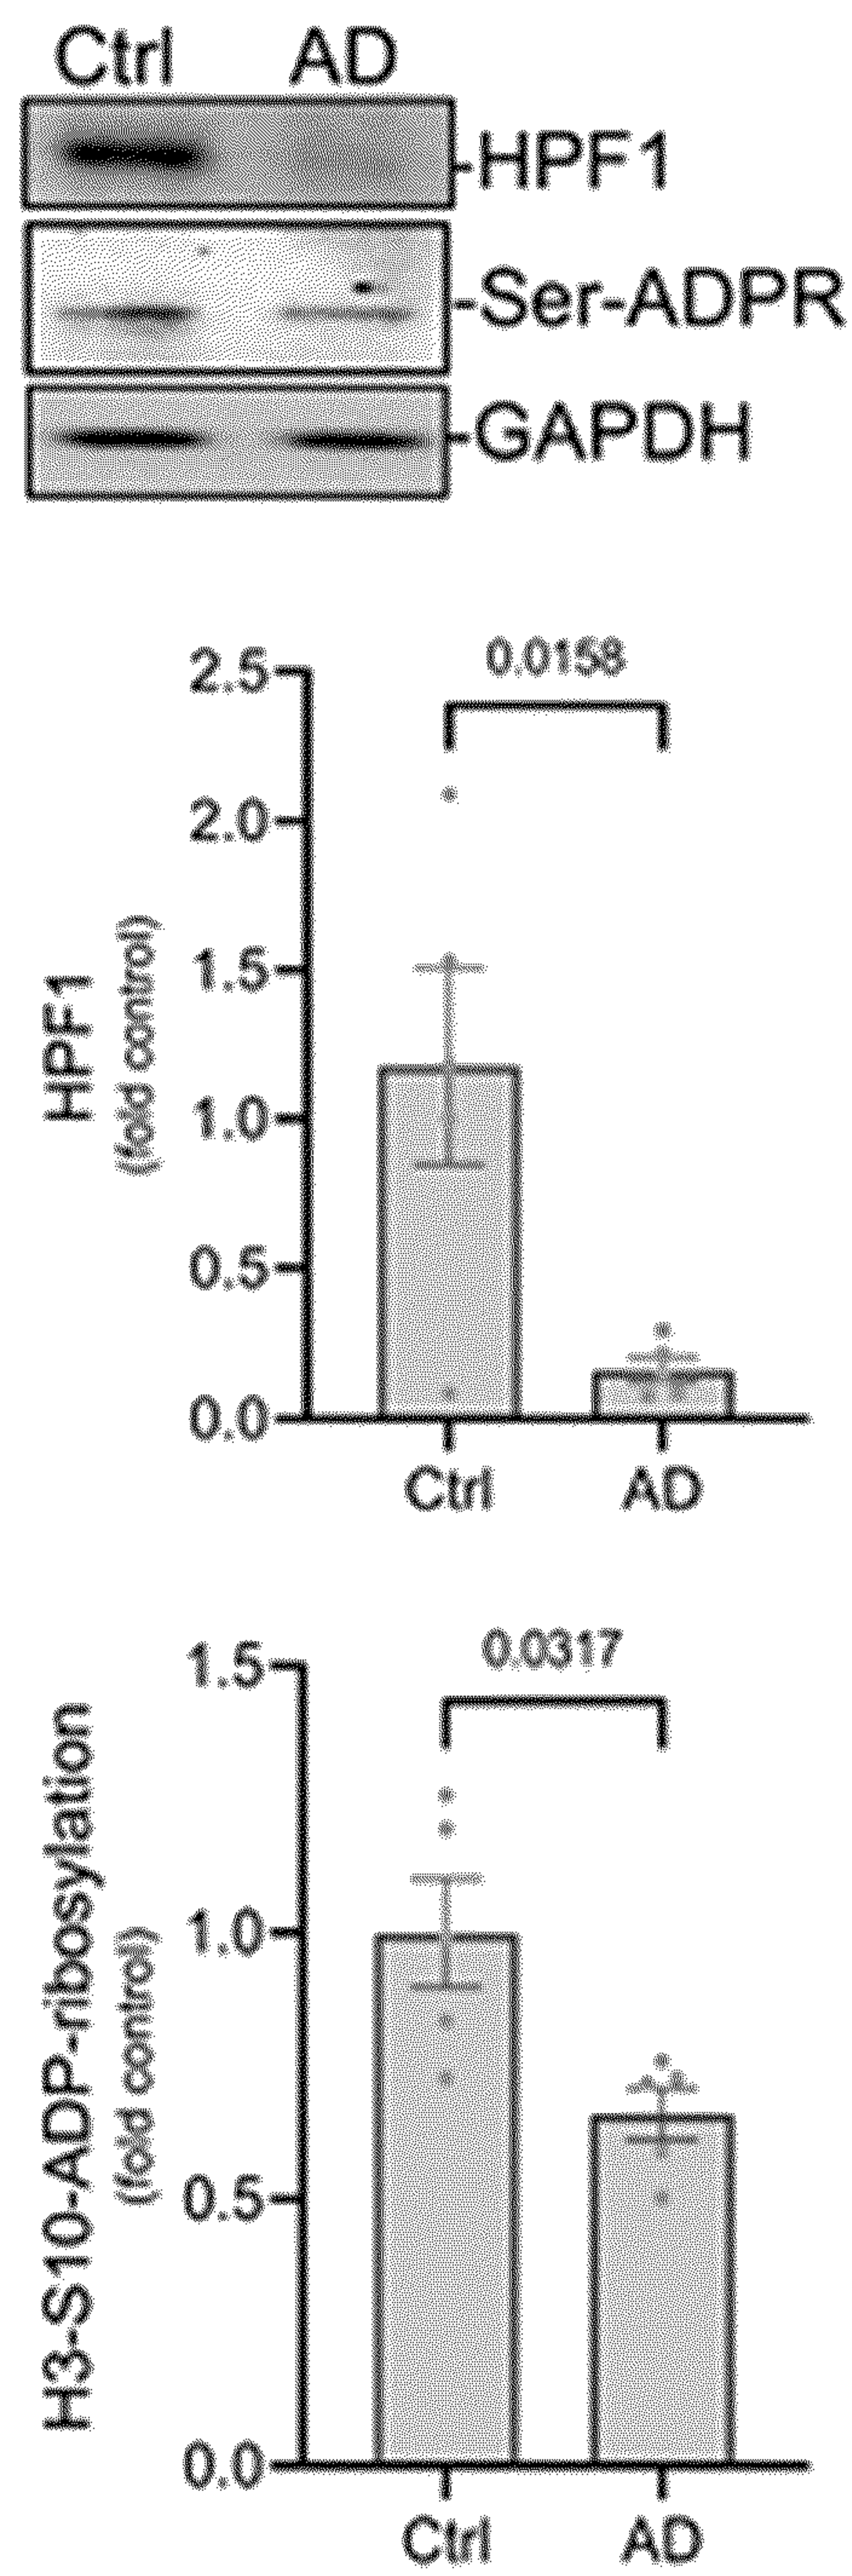 Ctrl AD
-HPF1
-Ser-ADPR
-GAPDH
0.0158
2.5
2.0
1.5
1.0
0.5
0.0
HPF1
(fold control)
Ctrl AD
0.0317
1.5
1.0
0.5
0.0
H3-S10-ADP-ribosylation
(fold control)
Ctrl AD